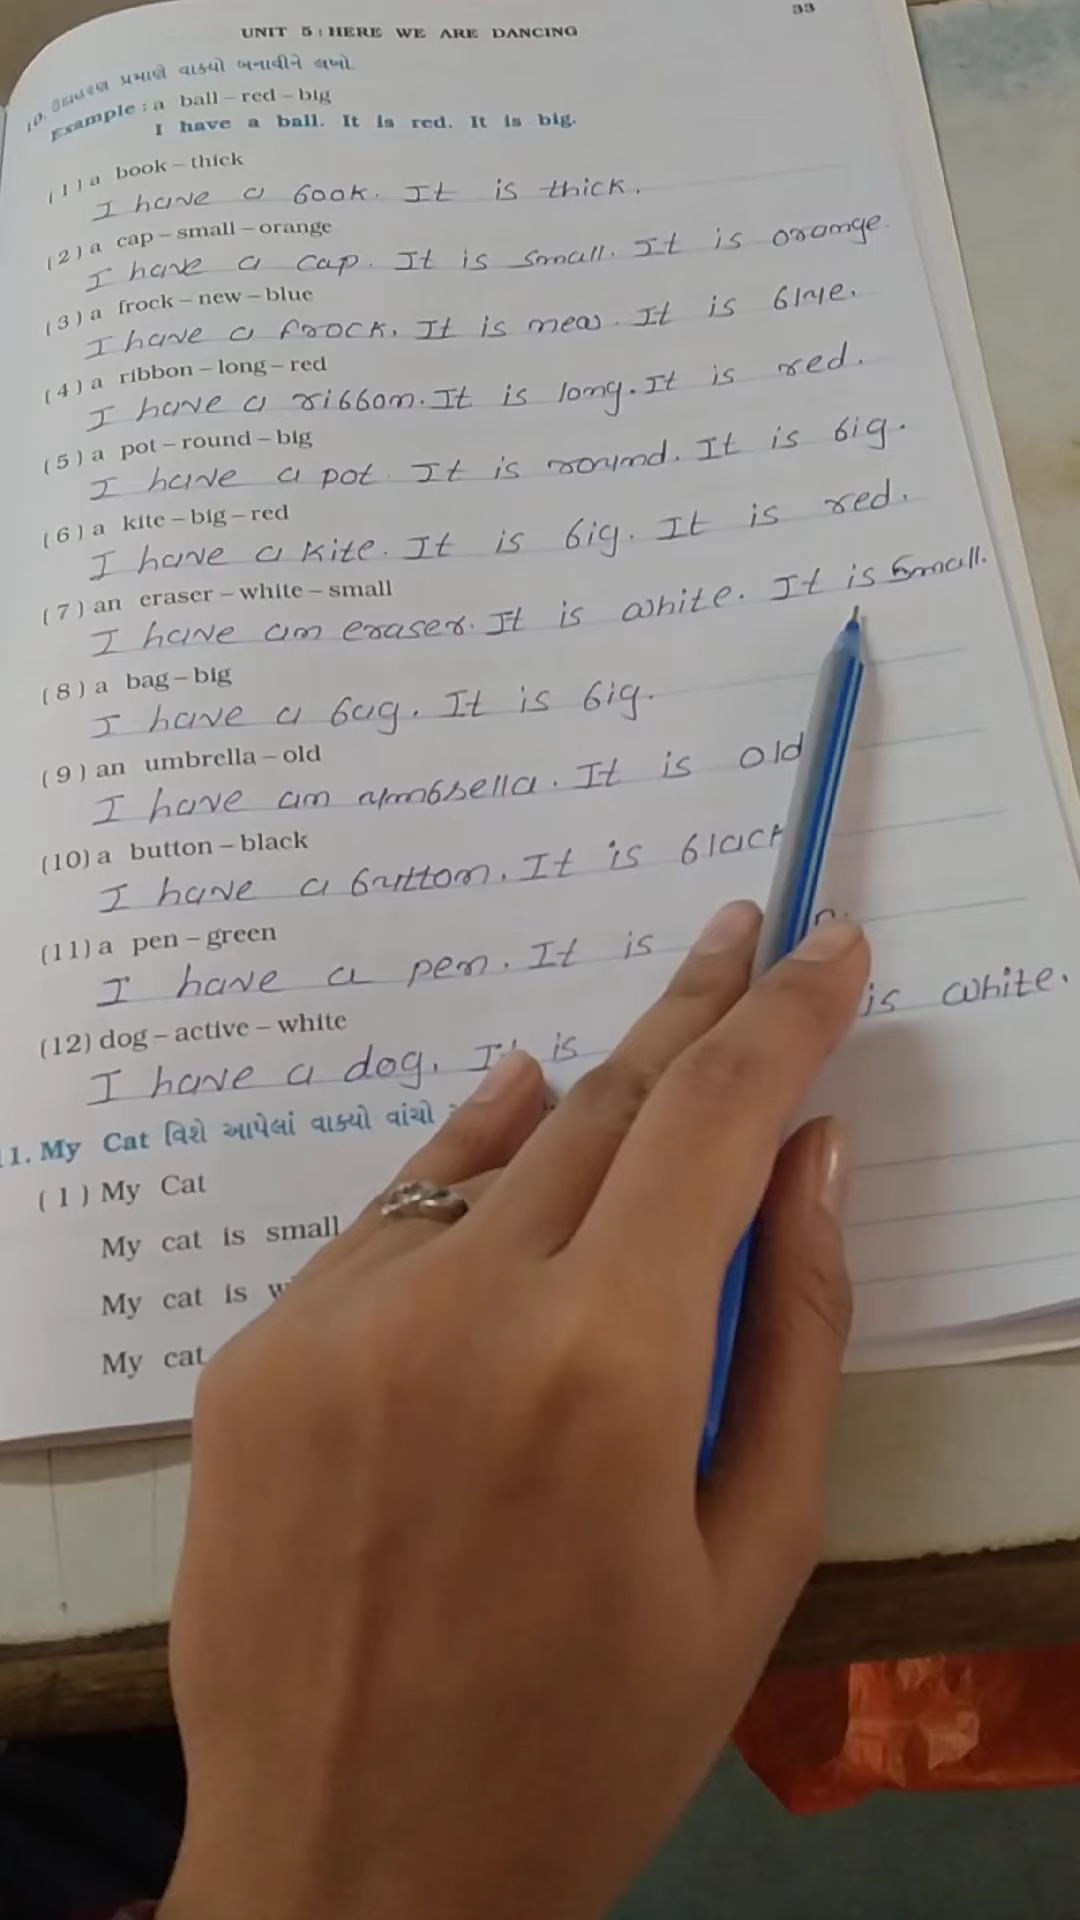 UNIT 5 : HERE WE ARE DANCING
33
10. ઉદાહરણ પ્રમાણે વાક્યો બનાવીને લખો.
Example : a ball – red – big
I have a ball. It is red. It is big.
(1) a book – thick
I have a book. It is thick.
(2) a cap – small – orange
I have a cap. It is small. It is orange.
(3) a frock – new – blue
I have a frock. It is new. It is blue.
(4) a ribbon – long – red
I have a ribbon. It is long. It is red.
(5) a pot – round – big
I have a pot. It is round. It is big.
(6) a kite – big – red
I have a kite. It is big. It is red.
(7) an eraser – white – small
I have an eraser. It is white. It is small.
(8) a bag – big
I have a bag. It is big.
(9) an umbrella – old
I have an umbrella. It is old
(10) a button – black
I have a button. It is black
(11) a pen – green
I have a pen. It is
(12) dog – active – white
I have a dog. It is is white.
11. My Cat વિશે આપેલાં વાક્યો વાંચો
(1) My Cat
My cat is small
My cat is
My cat